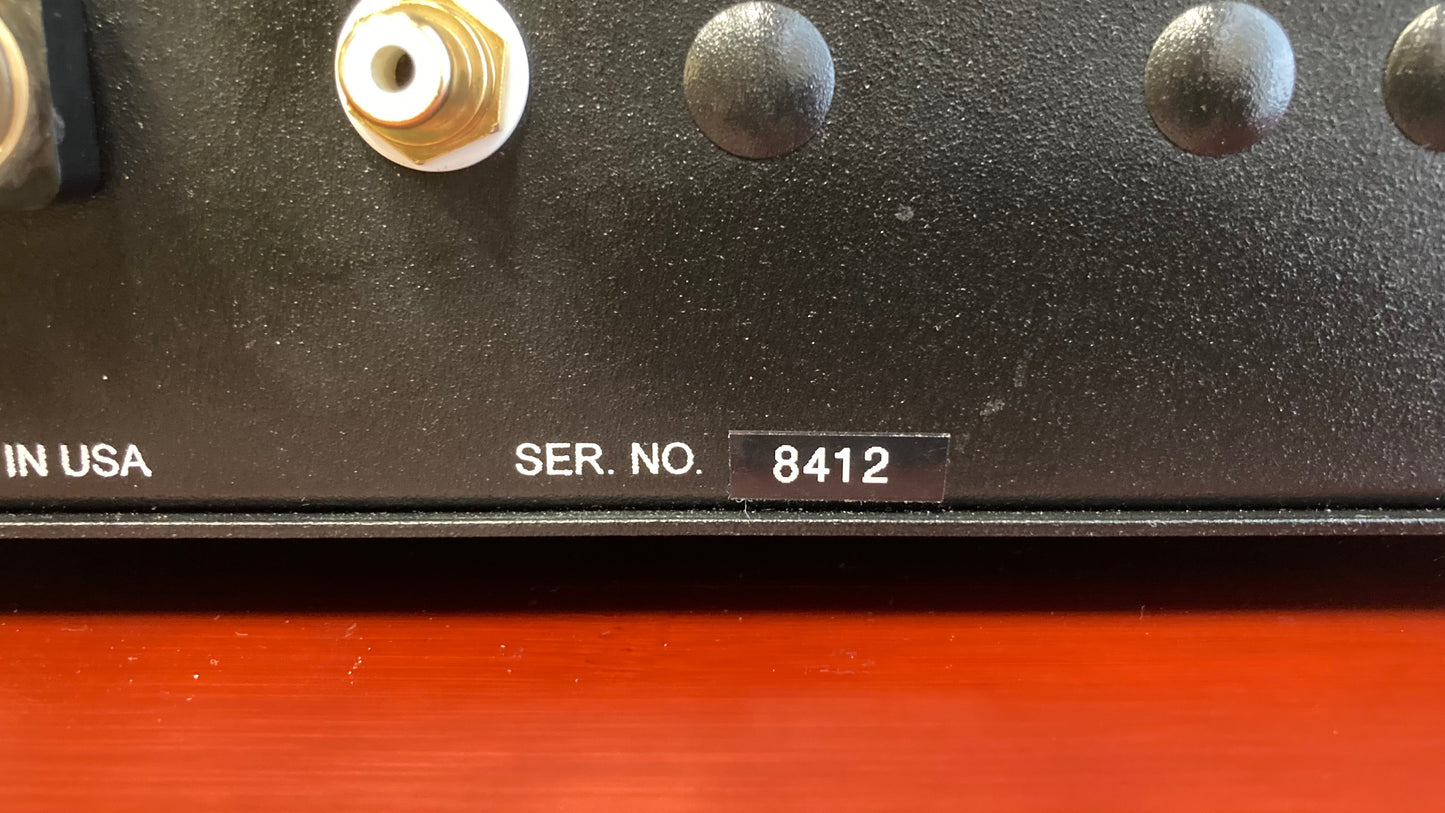 IN USA SER. NO. 8412